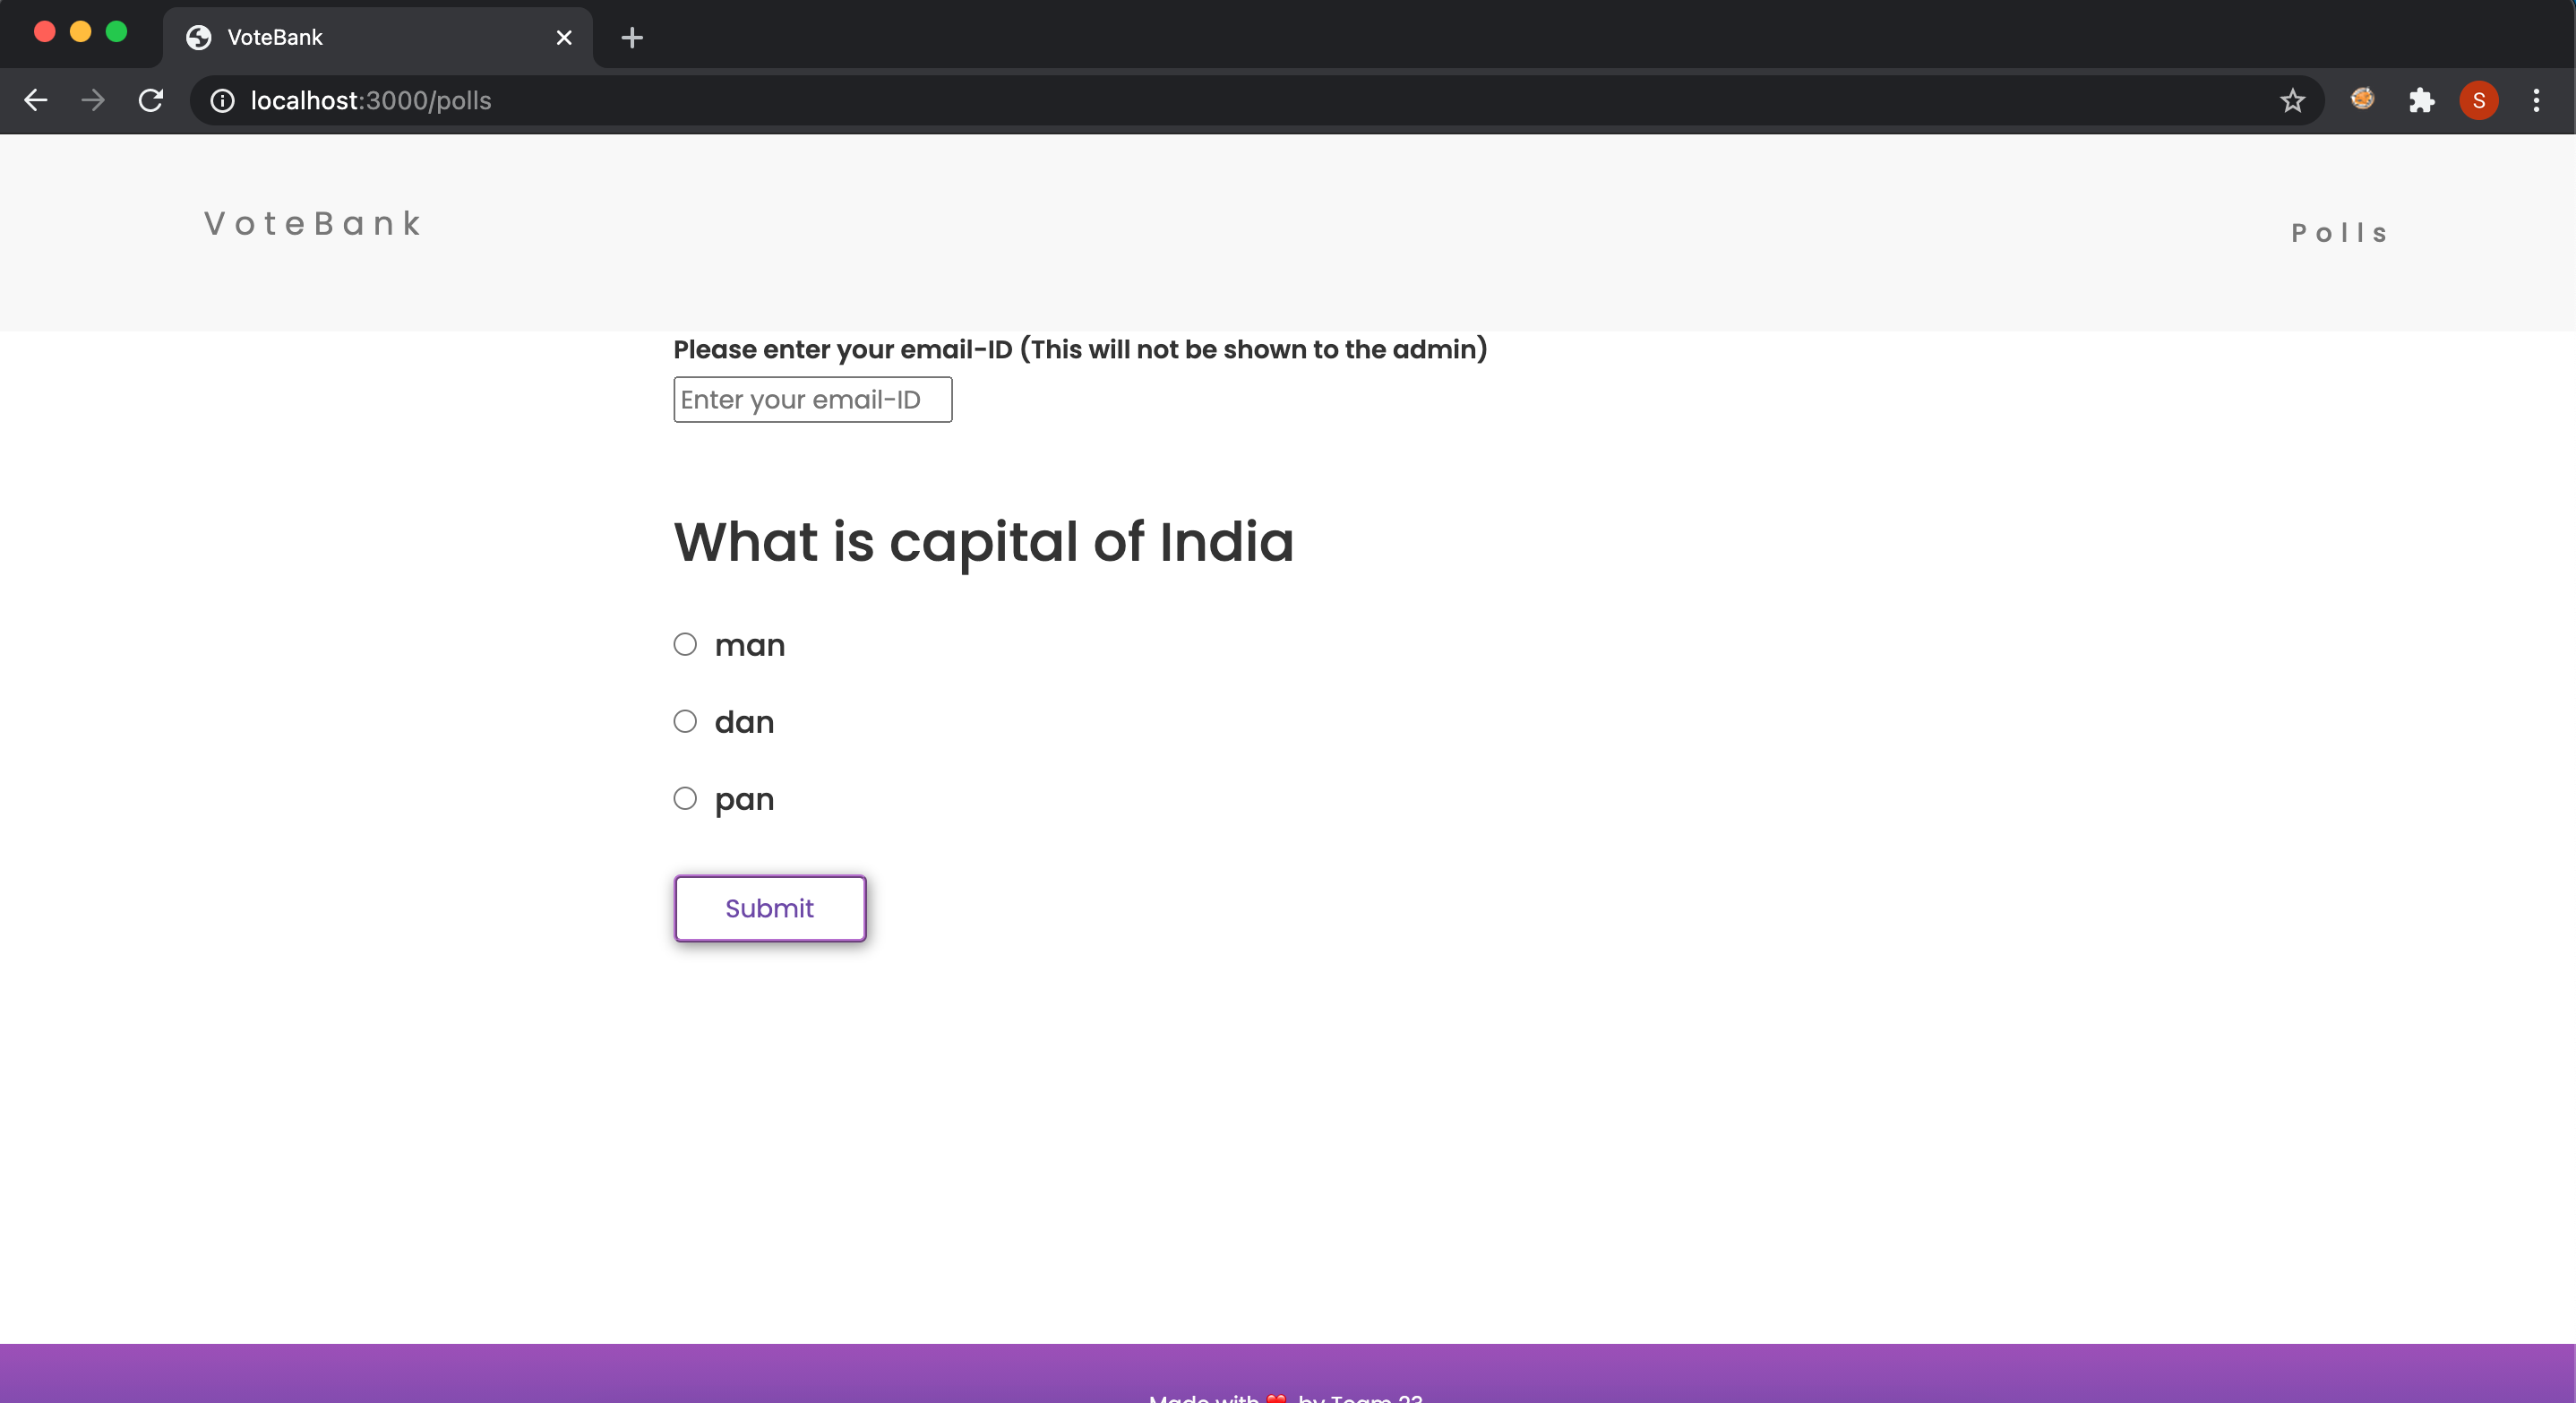 VoteBank
localhost:3000/polls
S
VoteBank
Polls
Please enter your email-ID (This will not be shown to the admin)
Enter your email-ID
What is capital of India
man
dan
pan
Submit
Made with ❤️ by Team 23